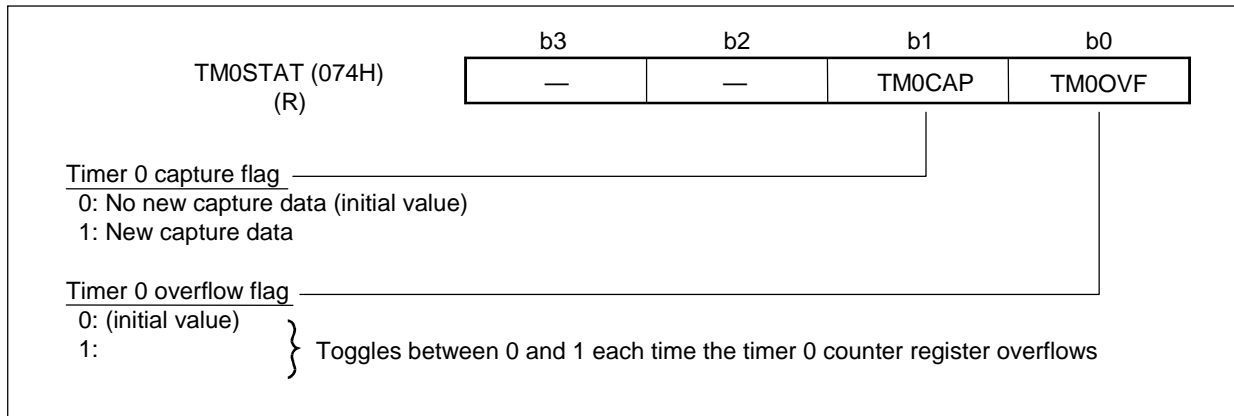 b3 b2 b1 b0
TM0STAT (074H) — — TM0CAP TM0OVF
(R)
Timer 0 capture flag
0: No new capture data (initial value)
1: New capture data
Timer 0 overflow flag
0: (initial value)
1:
Toggles between 0 and 1 each time the timer 0 counter register overflows